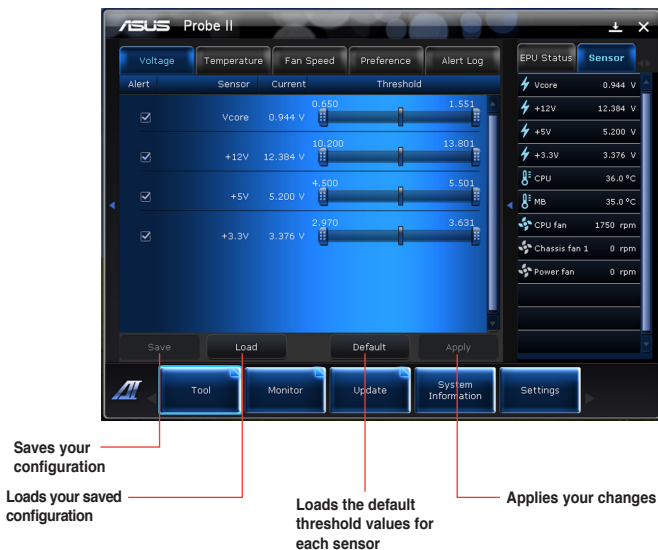 ASUS Probe II
Voltage Temperature Fan Speed Preference Alert Log
Alert Sensor Current Threshold
0.650 1.551
Vcore 0.944 V
10.200 13.801
+12V 12.384 V
4.500 5.501
+5V 5.200 V
2.970 3.631
+3.3V 3.376 V
Save Load Default Apply
EPU Status Sensor
Vcore 0.944 V
+12V 12.384 V
+5V 5.200 V
+3.3V 3.376 V
CPU 36.0 °C
MB 35.0 °C
CPU fan 1750 rpm
Chassis fan 1 0 rpm
Power fan 0 rpm
AI
Tool
Monitor
Update
System
Information
Settings
Saves your
configuration
Loads your saved
configuration
Loads the default
threshold values for
each sensor
Applies your changes